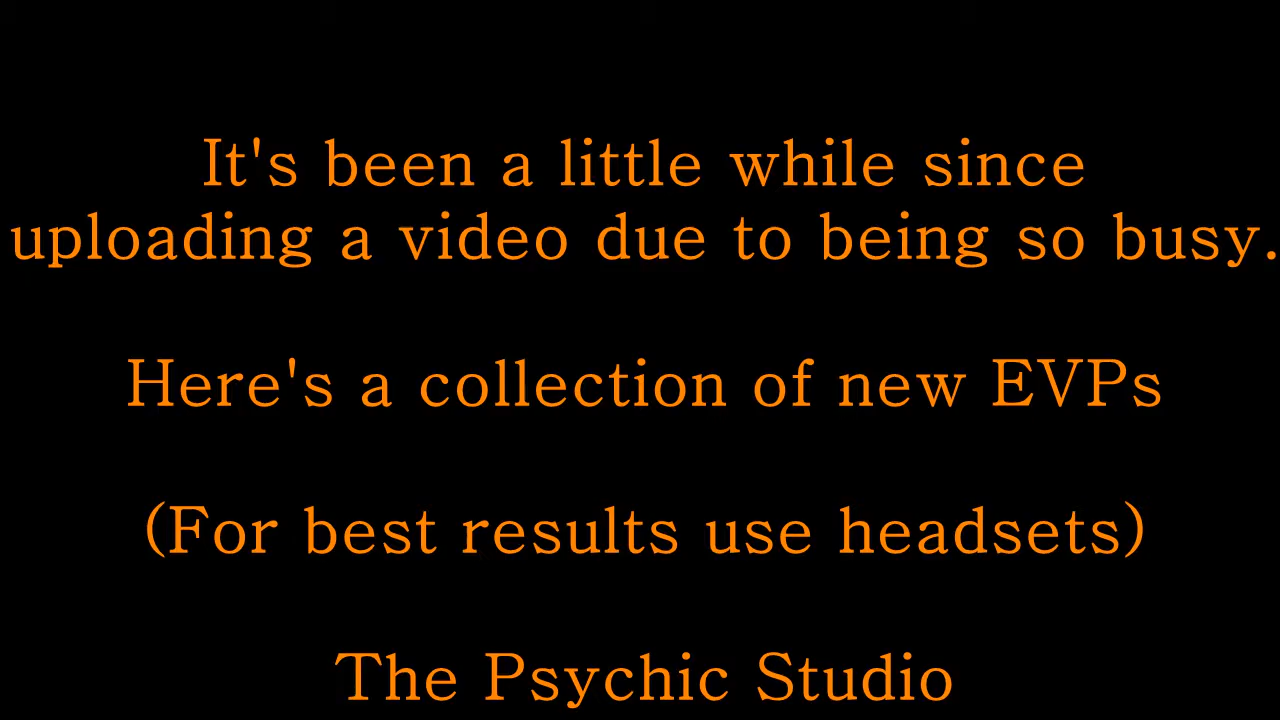 It's been a little while since
uploading a video due to being so busy.
Here's a collection of new EVPs
(For best results use headsets)
The Psychic Studio